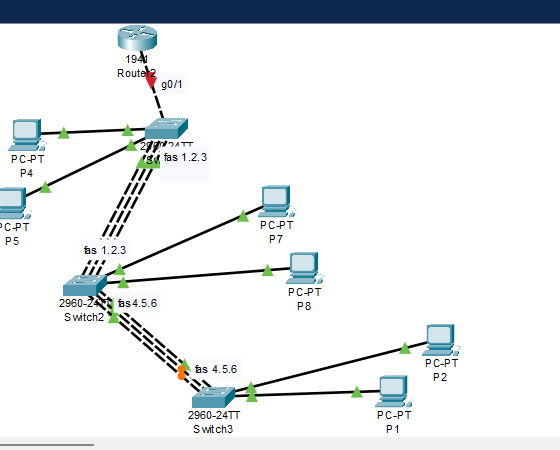 1941
Router2
g0/1
fas 1.2.3
PC-PT
P4
PC-PT
P5
PC-PT
P7
fas 1.2.3
PC-PT
P8
2960-24TT
Switch2
fas4.5.6
PC-PT
P2
fas 4.5.6
2960-24TT
Switch3
PC-PT
P1